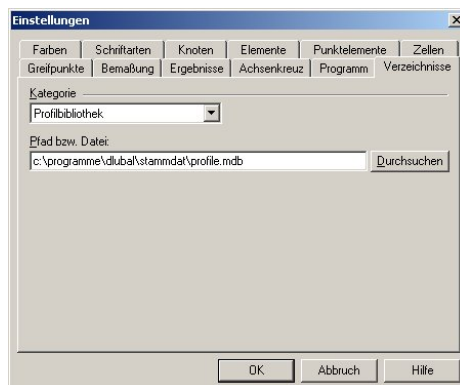 Einstellungen
Farben Schriftarten Knoten Elemente Punktelemente Zellen
Greifpunkte Bemaßung Ergebnisse Achsenkreuz Programm Verzeichnisse
Kategorie
Profilbibliothek
Pfad bzw. Datei:
c:\programme\dlubal\stammdat\profile.mdb Durchsuchen
OK Abbruch Hilfe